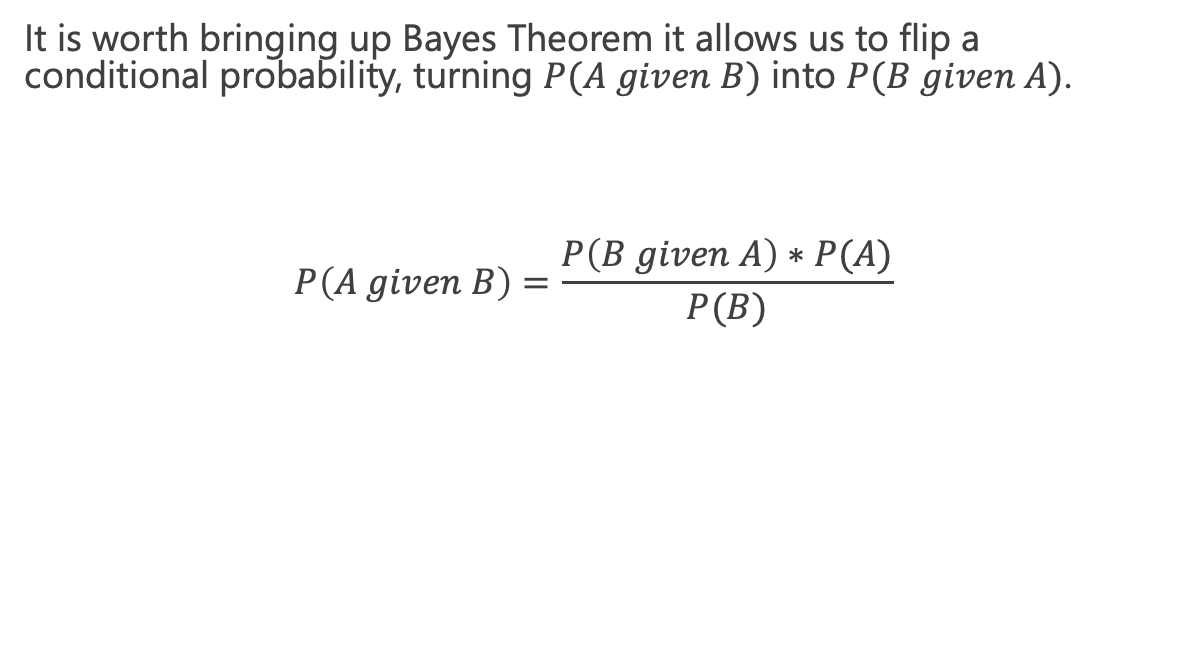 It is worth bringing up Bayes Theorem it allows us to flip a
conditional probability, turning P(A given B) into P(B given A).
P(A given B) = P(B given A) * P(A)
P(B)